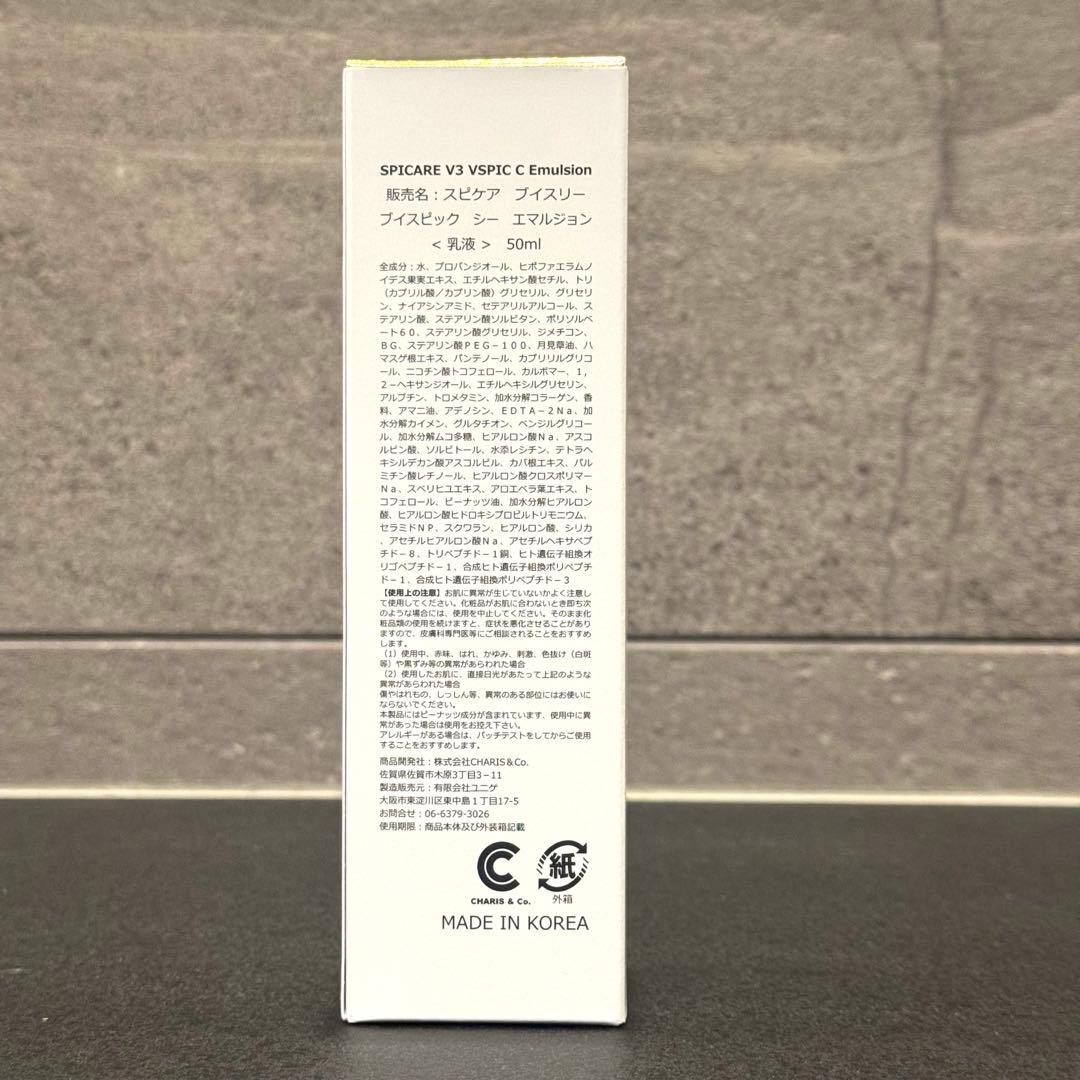 SPICARE V3 VSPIC C Emulsion
販売名：スピケア　ブイスリー
ブイスピック　シー　エマルジョン
＜ 乳液 ＞　50ml
全成分：水、プロパンジオール、ヒポファエラムノ
イデス果実エキス、エチルヘキサン酸セチル、トリ
（カプリル酸／カプリン酸）グリセリル、グリセリ
ン、ナイアシンアミド、セテアリルアルコール、ス
テアリン酸、ステアリン酸ソルビタン、ポリソルベ
ート６０、ステアリン酸グリセリル、ジメチコン、
ＢＧ、ステアリン酸ＰＥＧ－１００、月見草油、ハ
マスゲ根エキス、パンテノール、カプリリルグリコ
ール、ニコチン酸トコフェロール、カルボマー、１，
２－ヘキサンジオール、エチルヘキシルグリセリン、
アルブチン、トロメタミン、加水分解コラーゲン、香
料、アマニ油、アデノシン、ＥＤＴＡ－２Ｎａ、加
水分解カイメン、グルタチオン、ベンジルグリコー
ル、加水分解ムコ多糖、ヒアルロン酸Ｎａ、アスコ
ルビン酸、ソルビトール、水添レシチン、テトラヘ
キシルデカン酸アスコルビル、カバ根エキス、パル
ミチン酸レチノール、ヒアルロン酸クロスポリマー
Ｎａ、スベリヒユエキス、アロエベラ葉エキス、ト
コフェロール、ピーナッツ油、加水分解ヒアルロン
酸、ヒアルロン酸ヒドロキシプロピルトリモニウム、
セラミドＮＰ、スクワラン、ヒアルロン酸、シリカ
、アセチルヒアルロン酸Ｎａ、アセチルヘキサペプ
チド－８、トリペプチド－１銅、ヒト遺伝子組換オ
リゴペプチド－１、合成ヒト遺伝子組換ポリペプチ
ド－１、合成ヒト遺伝子組換ポリペプチド－３
【使用上の注意】お肌に異常が生じていないかよく注意し
て使用してください。化粧品がお肌に合わないとき即ち次
のような場合には、使用を中止してください。そのまま化
粧品類の使用を続けますと、症状を悪化させることがあり
ますので、皮膚科専門医等にご相談されることをおすすめ
します。
（1）使用中、赤味、はれ、かゆみ、刺激、色抜け（白斑
等）や黒ずみ等の異常があらわれた場合
（2）使用したお肌に、直接日光があたって上記のような
異常があらわれた場合
傷やはれもの、しっしん等、異常のある部位にはお使いに
ならないでください。
本製品にはピーナッツ成分が含まれています、使用中に異
常があった場合は使用をお控え下さい。
アレルギーがある場合は、パッチテストをしてからご使用
することをおすすめします。
商品開発社：株式会社CHARIS＆Co.
佐賀県佐賀市木原3丁目3－11
製造販売元：有限会社ユニゲ
大阪市東淀川区東中島１丁目17-5
お問合せ：06-6379-3026
使用期限：商品本体及び外装箱記載
紙
CHARIS & Co.　外箱
MADE IN KOREA